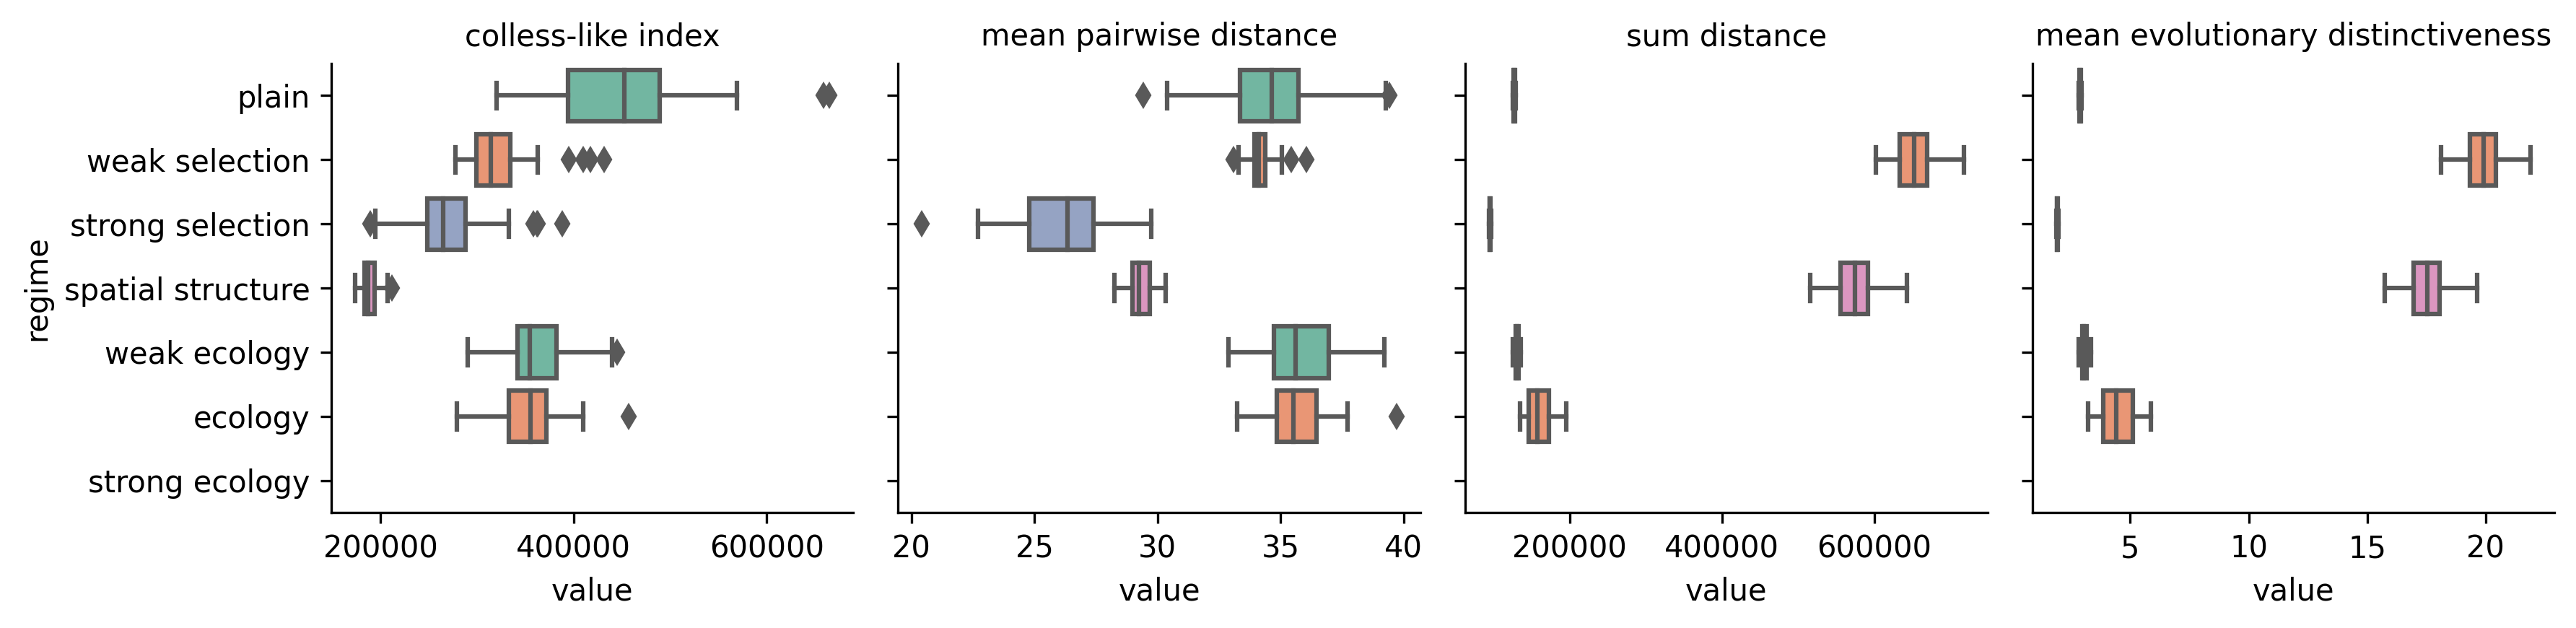 colless-like index
mean pairwise distance
sum distance
mean evolutionary distinctiveness
regime
plain
weak selection
strong selection
spatial structure
weak ecology
ecology
strong ecology
200000 400000 600000
20 25 30 35 40
200000 400000 600000
5 10 15 20
value
value
value
value